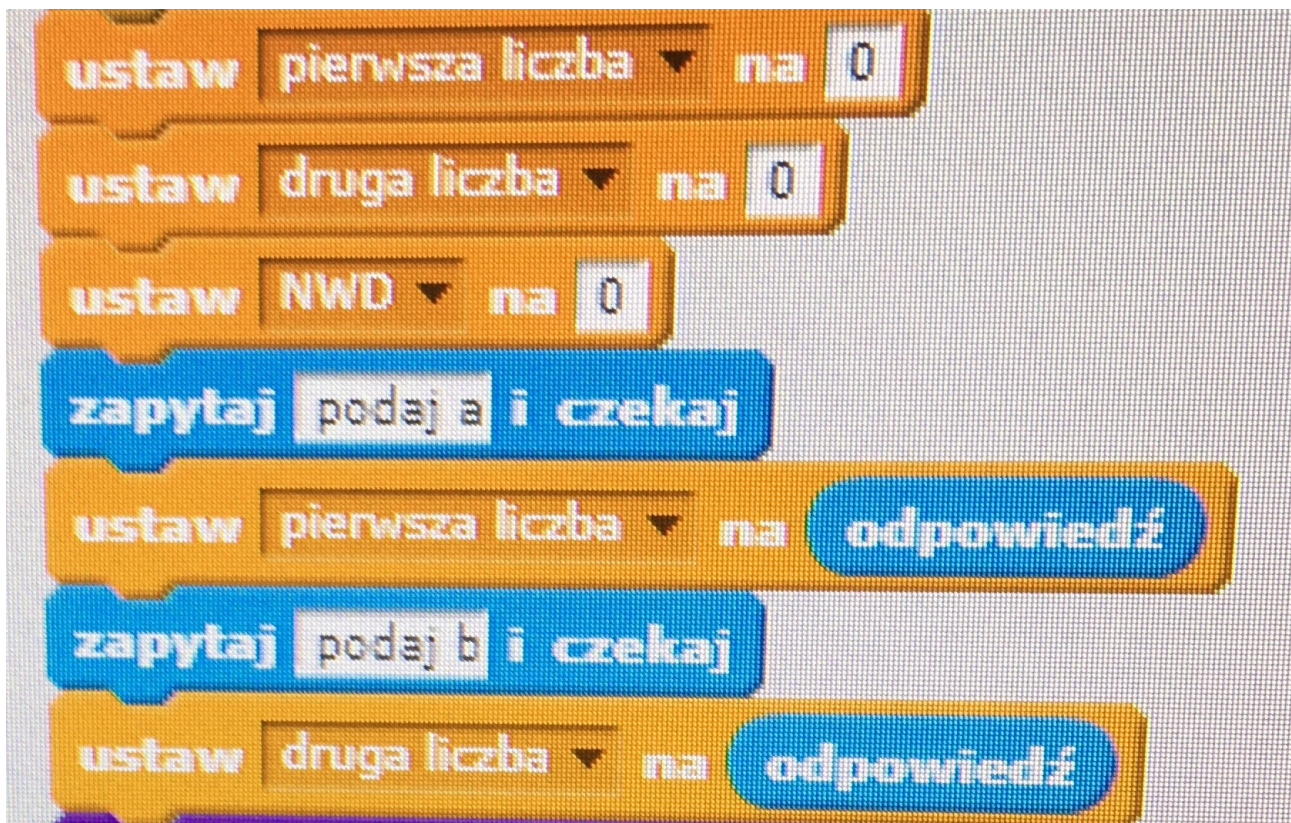 ustaw pierwsza liczba na 0
ustaw druga liczba na 0
ustaw NWD na 0
zapytaj podaj a i czekaj
ustaw pierwsza liczba na odpowiedź
zapytaj podaj b i czekaj
ustaw druga liczba na odpowiedź